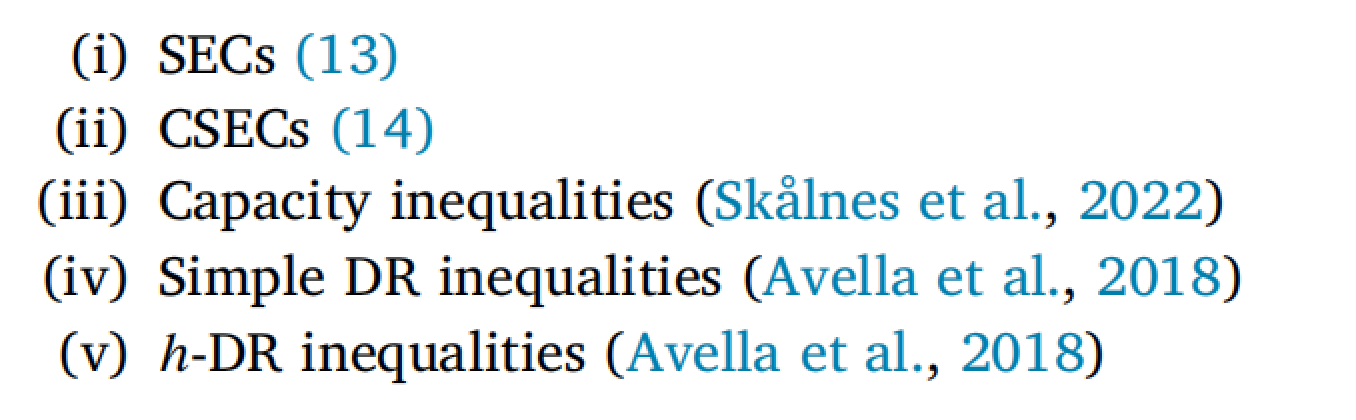 (i) SECs (13)
(ii) CSECs (14)
(iii) Capacity inequalities (Skålnes et al., 2022)
(iv) Simple DR inequalities (Avella et al., 2018)
(v) h-DR inequalities (Avella et al., 2018)